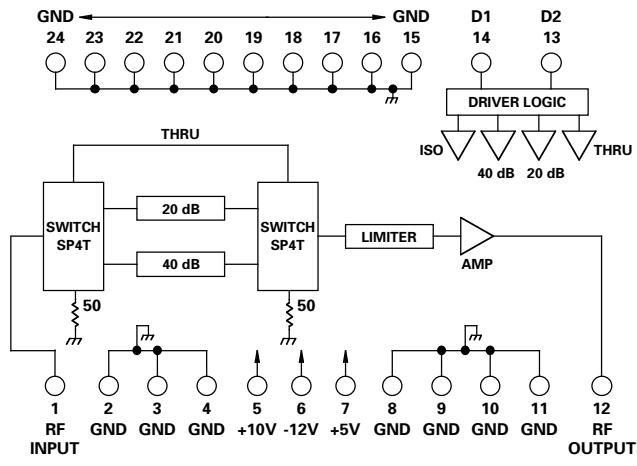 GND GND D1 D2
24 23 22 21 20 19 18 17 16 15 14 13
DRIVER LOGIC
THRU
ISO THRU
40 dB 20 dB
20 dB
SWITCH SP4T
SWITCH SP4T
LIMITER
40 dB
AMP
50 50
1 2 3 4 5 6 7 8 9 10 11 12
RF GND GND GND +10V -12V +5V GND GND GND GND RF
INPUT OUTPUT